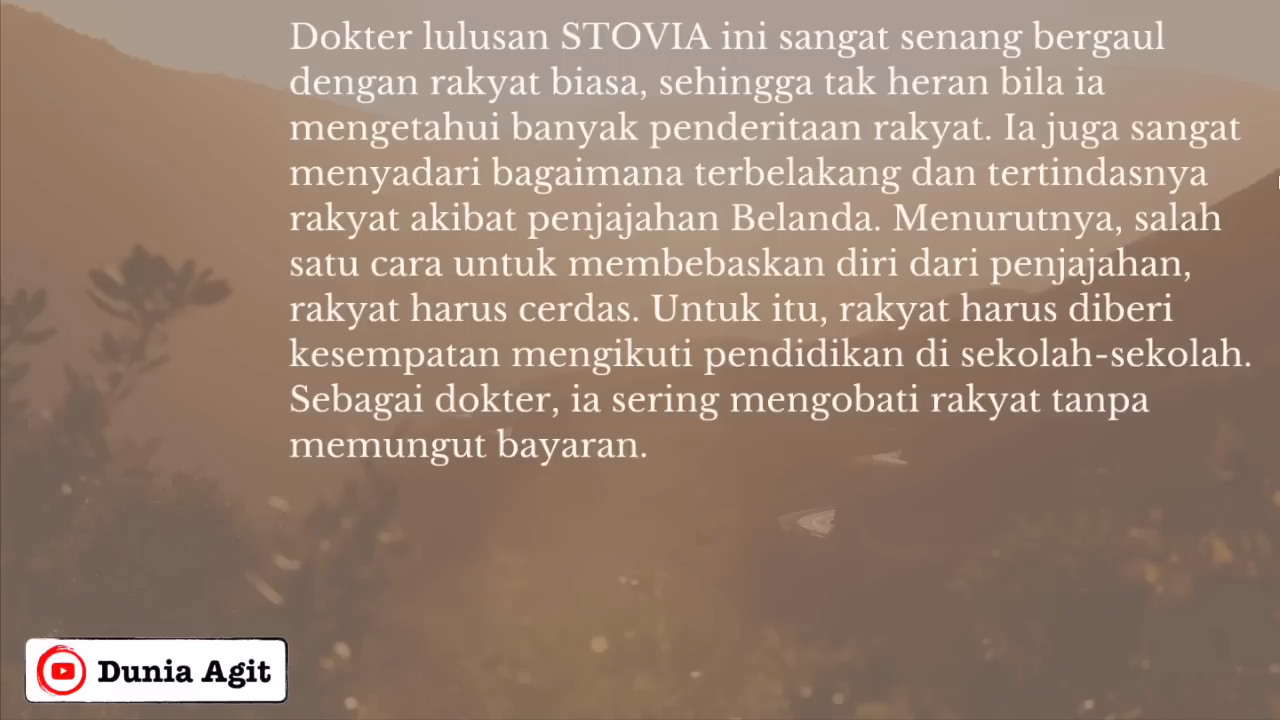 Dokter lulusan STOVIA ini sangat senang bergaul
dengan rakyat biasa, sehingga tak heran bila ia
mengetahui banyak penderitaan rakyat. Ia juga sangat
menyadari bagaimana terbelakang dan tertindasnya
rakyat akibat penjajahan Belanda. Menurutnya, salah
satu cara untuk membebaskan diri dari penjajahan,
rakyat harus cerdas. Untuk itu, rakyat harus diberi
kesempatan mengikuti pendidikan di sekolah-sekolah.
Sebagai dokter, ia sering mengobati rakyat tanpa
memungut bayaran.
Dunia Agit